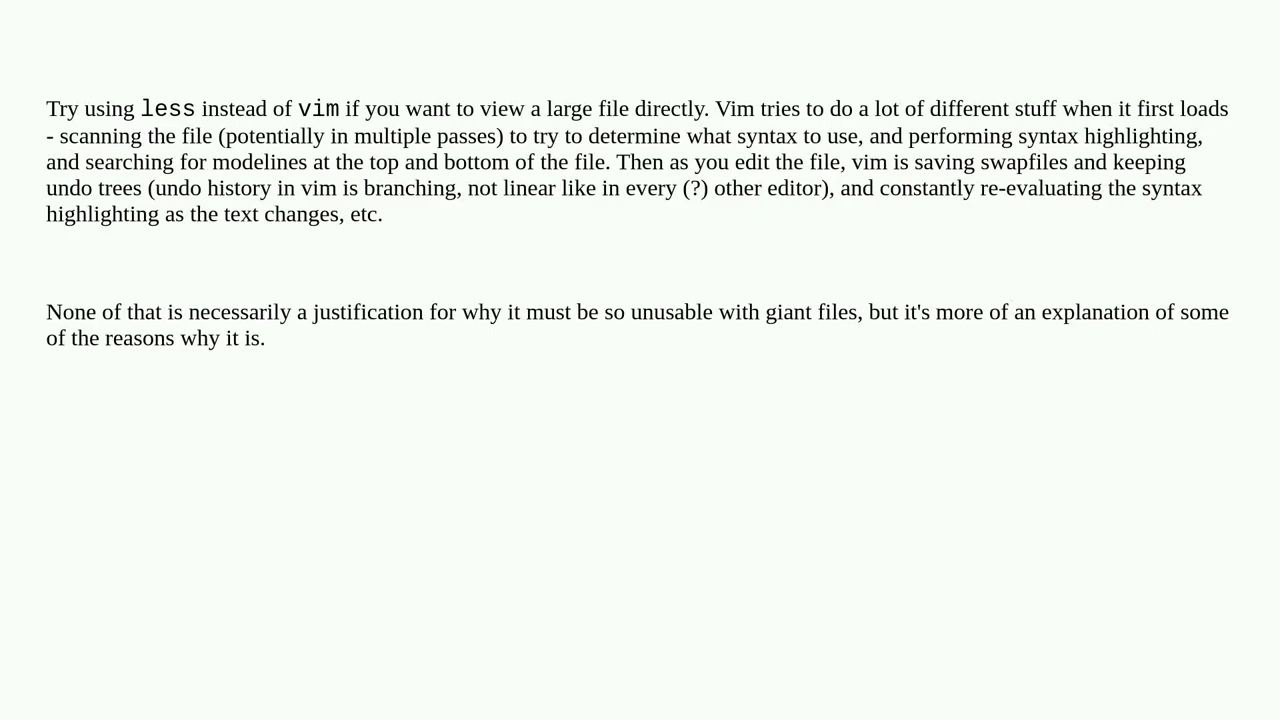 Try using less instead of vim if you want to view a large file directly. Vim tries to do a lot of different stuff when it first loads
- scanning the file (potentially in multiple passes) to try to determine what syntax to use, and performing syntax highlighting,
and searching for modelines at the top and bottom of the file. Then as you edit the file, vim is saving swapfiles and keeping
undo trees (undo history in vim is branching, not linear like in every (?) other editor), and constantly re-evaluating the syntax
highlighting as the text changes, etc.
None of that is necessarily a justification for why it must be so unusable with giant files, but it's more of an explanation of some
of the reasons why it is.